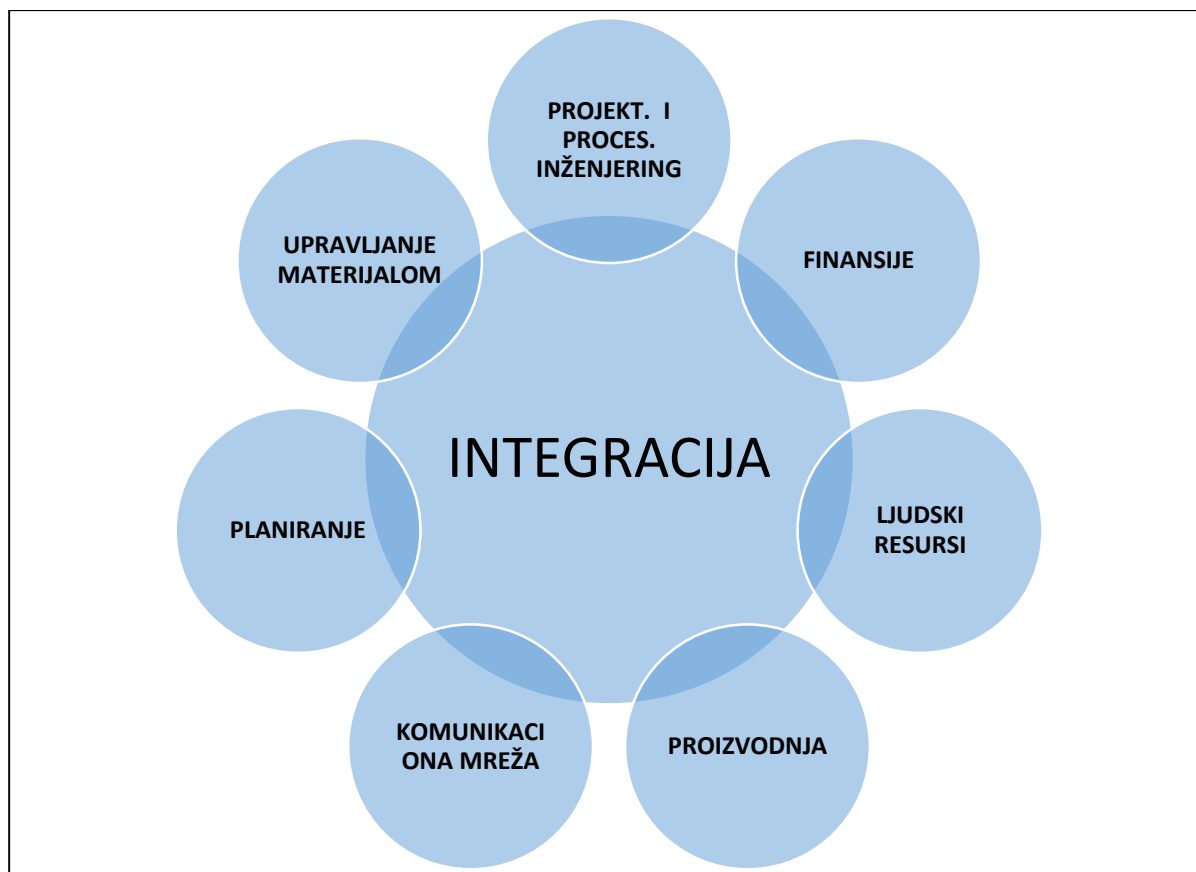 PROJEKT. I
PROCES.
INŽENJERING
FINANSIJE
LJUDSKI
RESURSI
PROIZVODNJA
KOMUNIKACI
ONA MREŽA
PLANIRANJE
UPRAVLJANJE
MATERIJALOM
INTEGRACIJA